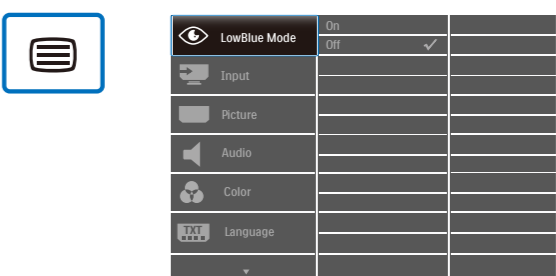 LowBlue Mode
On
Off
Input
Picture
Audio
Color
TXT
Language